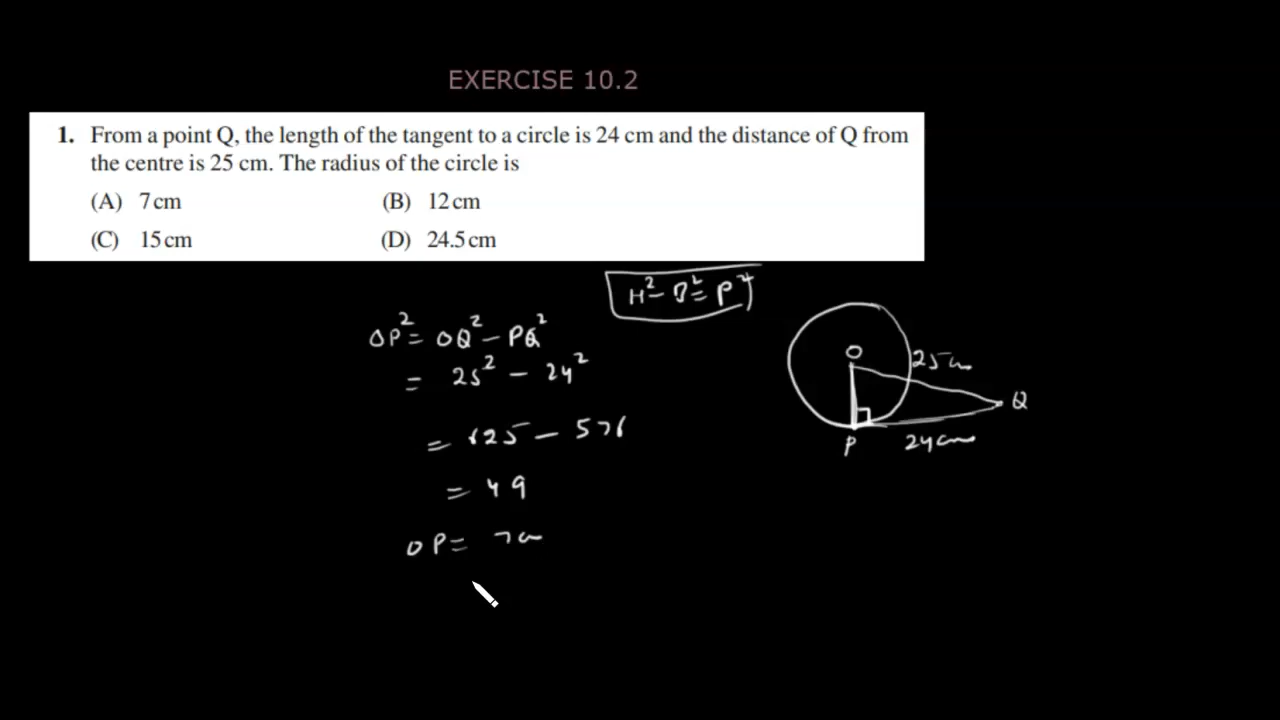 EXERCISE 10.2
1. From a point Q, the length of the tangent to a circle is 24 cm and the distance of Q from
the centre is 25 cm. The radius of the circle is
(A) 7 cm (B) 12 cm
(C) 15 cm (D) 24.5 cm
H² - B² = P²
OP² = OQ² - PQ²
= 25² - 24²
= 625 - 576
= 49
OP = 7cm
O
25cm
Q
P
24cm